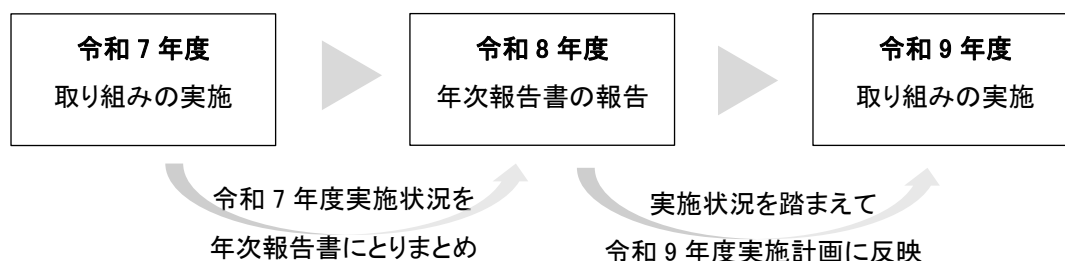 令和 7 年度
取り組みの実施
令和 8 年度
年次報告書の報告
令和 9 年度
取り組みの実施
令和 7 年度実施状況を
年次報告書にとりまとめ
実施状況を踏まえて
令和 9 年度実施計画に反映